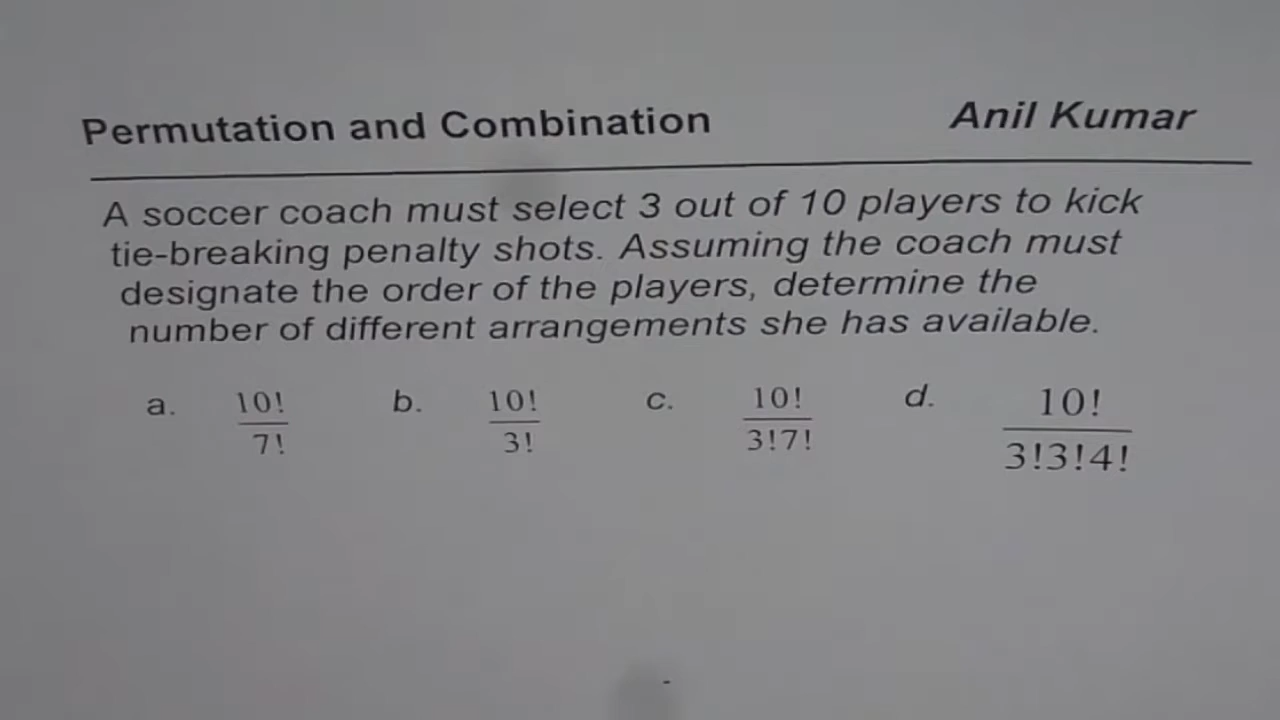 Permutation and Combination Anil Kumar
A soccer coach must select 3 out of 10 players to kick
tie-breaking penalty shots. Assuming the coach must
designate the order of the players, determine the
number of different arrangements she has available.
a. 10!/7! b. 10!/3! c. 10!/3!7! d. 10!/3!3!4!